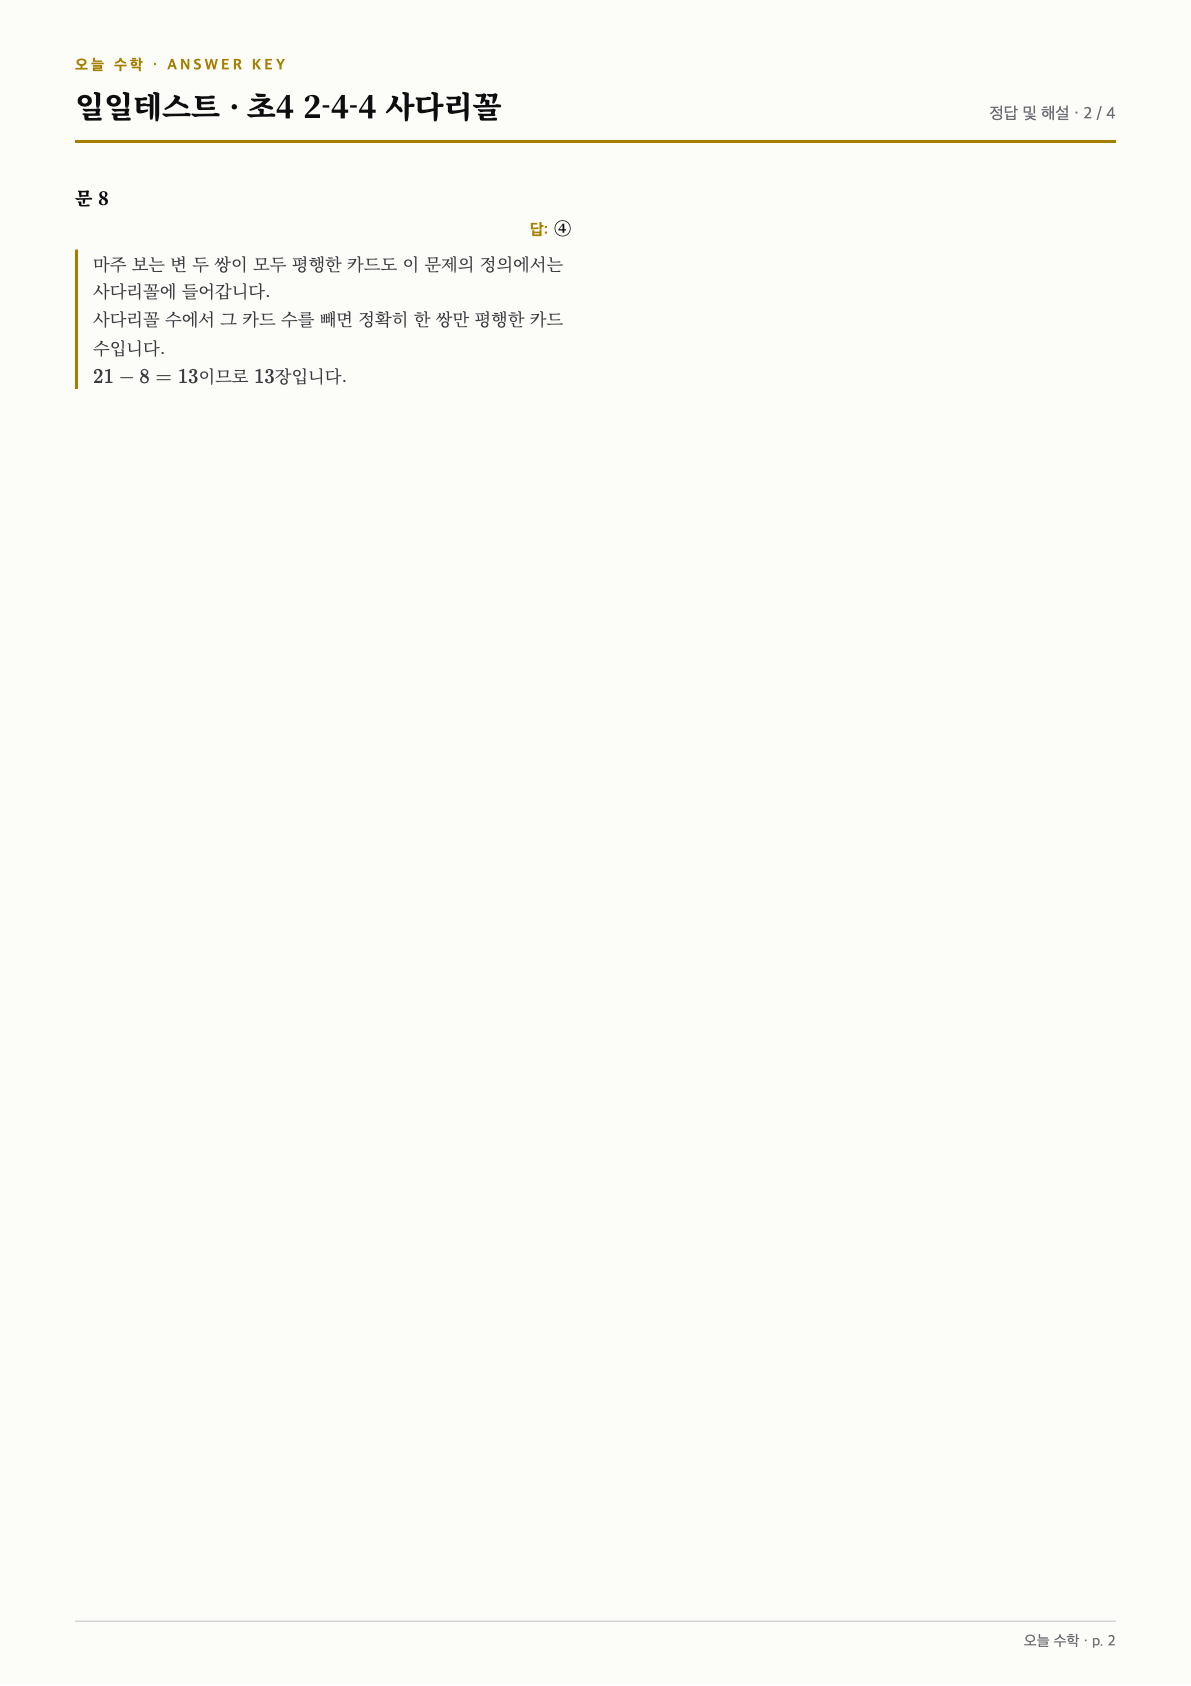 오늘 수학 · ANSWER KEY
일일테스트 · 초4 2-4-4 사다리꼴
정답 및 해설 · 2 / 4
문 8
답: ④
마주 보는 변 두 쌍이 모두 평행한 카드도 이 문제의 정의에서는
사다리꼴에 들어갑니다.
사다리꼴 수에서 그 카드 수를 빼면 정확히 한 쌍만 평행한 카드
수입니다.
21 − 8 = 13이므로 13장입니다.
오늘 수학 · p. 2